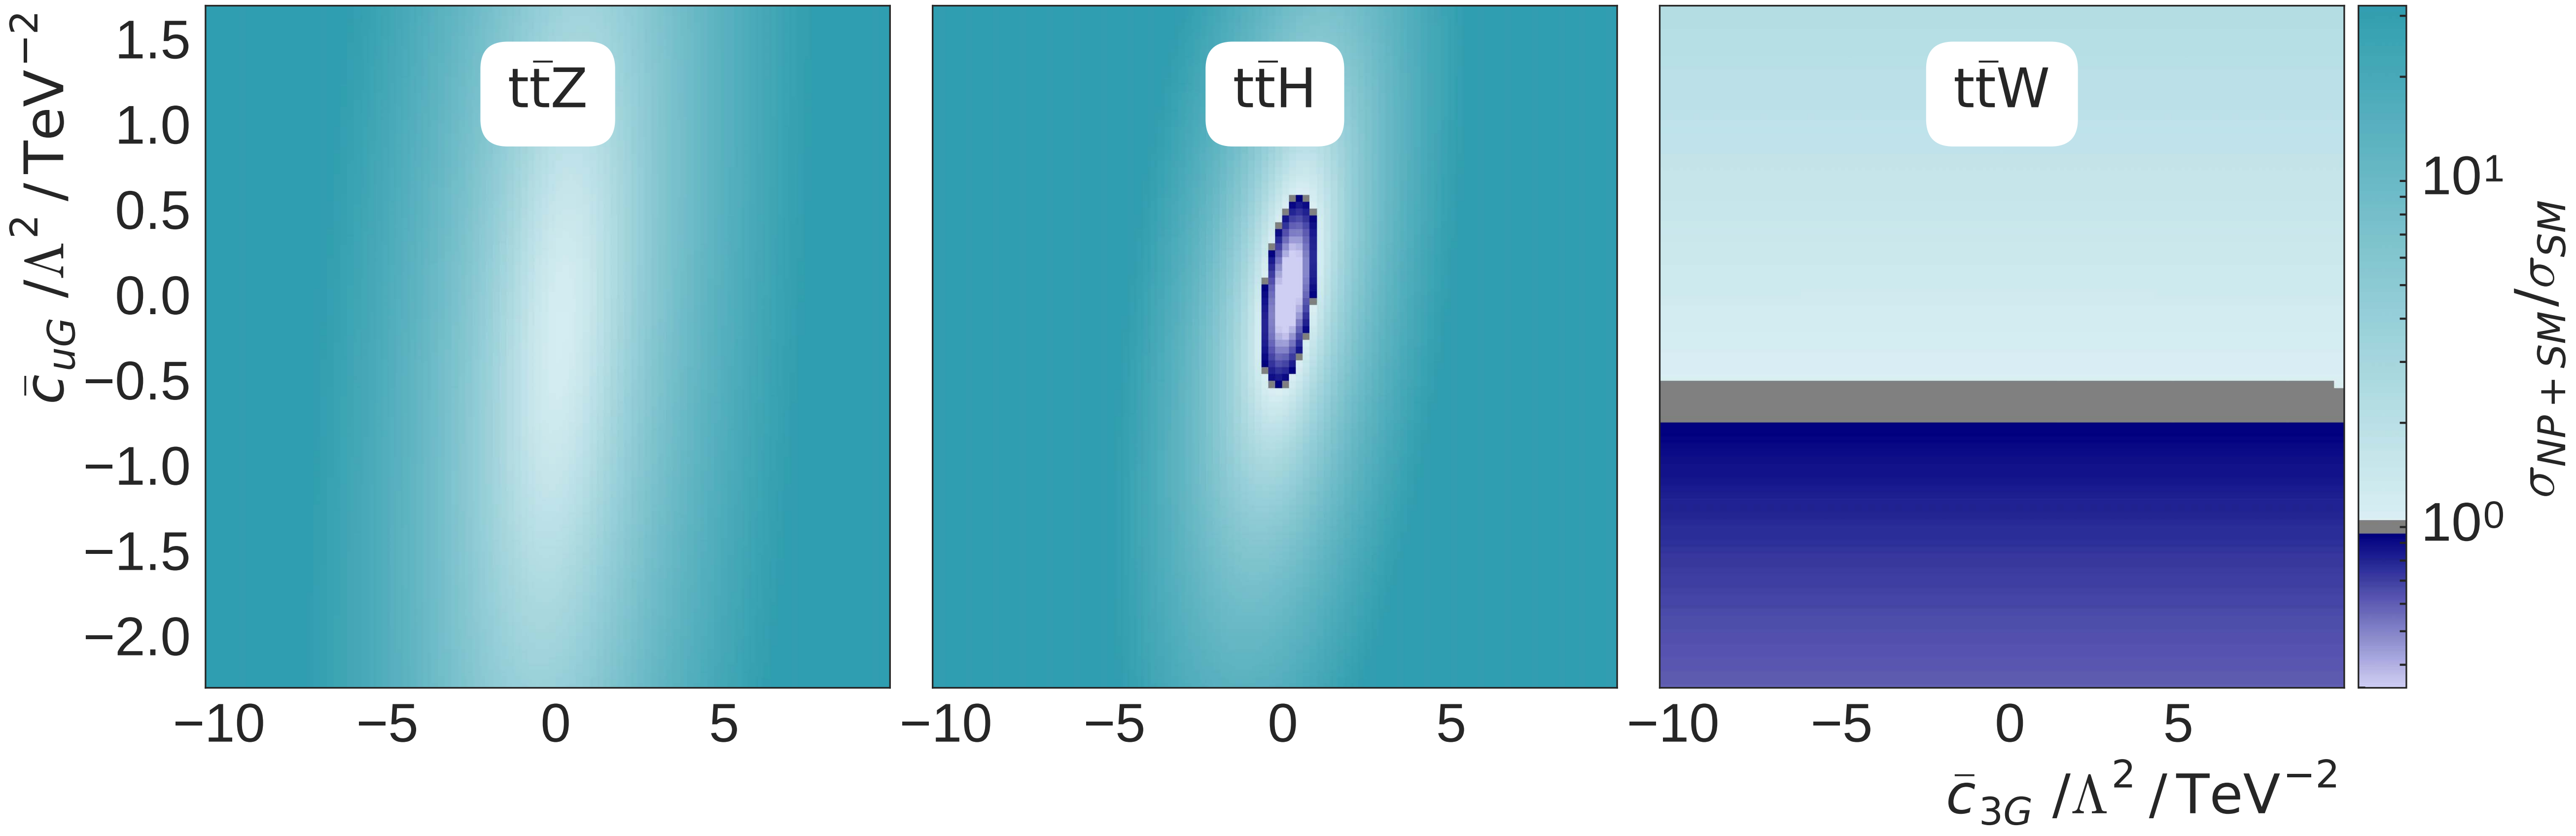 c̄uG /Λ² / TeV⁻²
1.5
1.0
0.5
0.0
−0.5
−1.0
−1.5
−2.0
tt̄Z
tt̄H
tt̄W
−10 −5 0 5
−10 −5 0 5
−10 −5 0 5
c̄3G /Λ² / TeV⁻²
10¹
10⁰
σNP+SM/σSM